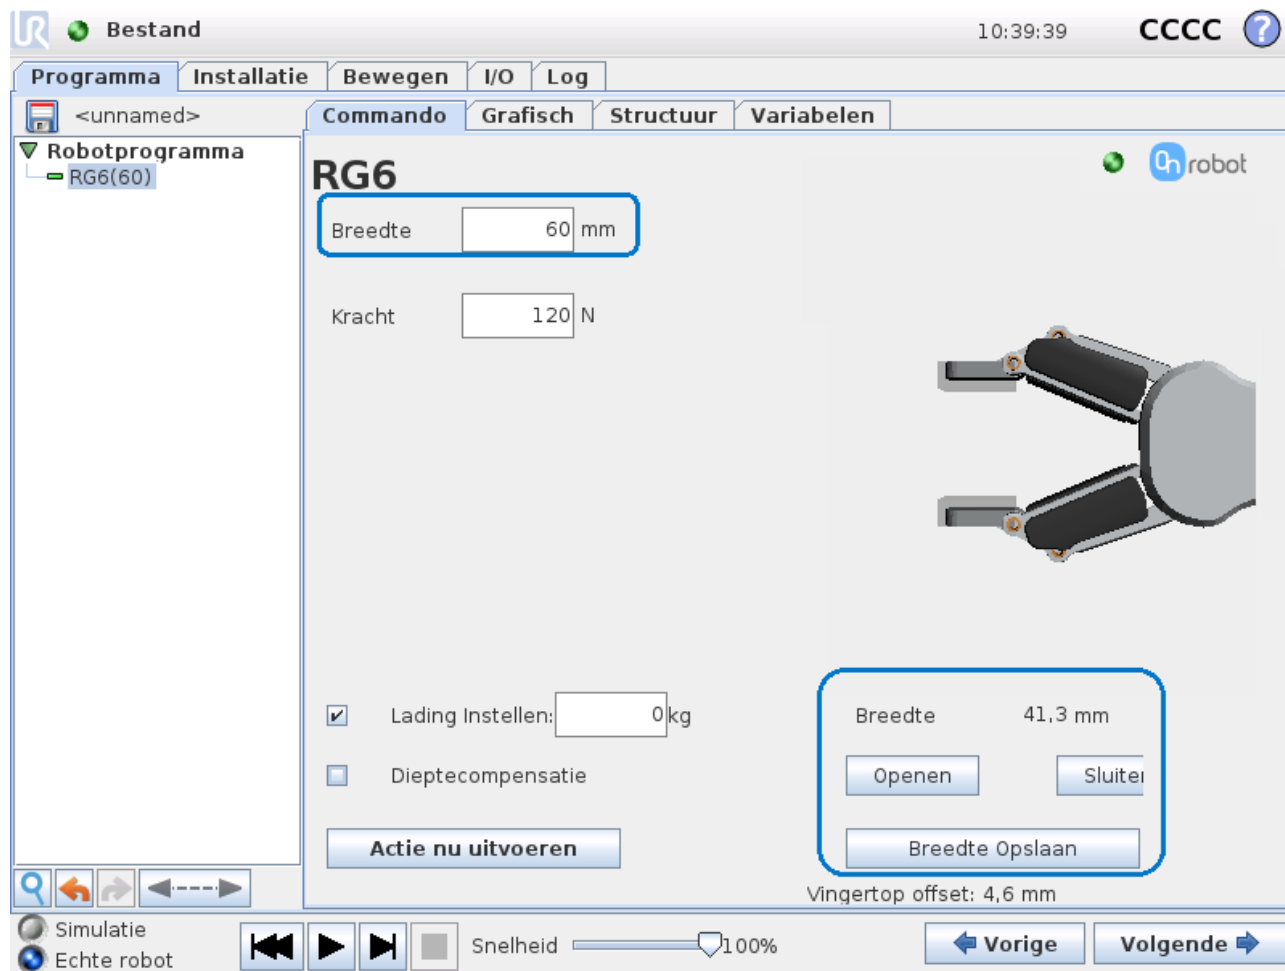 Bestand
10:39:39
CCCC
?
Programma
Installatie
Bewegen
I/O
Log
<unnamed>
Commando
Grafisch
Structuur
Variabelen
Robotprogramma
RG6(60)
RG6
On robot
Breedte 60 mm
Kracht 120 N
Lading Instellen: 0 kg
Breedte 41,3 mm
Dieptecompensatie
Openen
Sluiten
Actie nu uitvoeren
Breedte Opslaan
Vingertop offset: 4,6 mm
Simulatie
Echte robot
Snelheid
100%
Vorige
Volgende